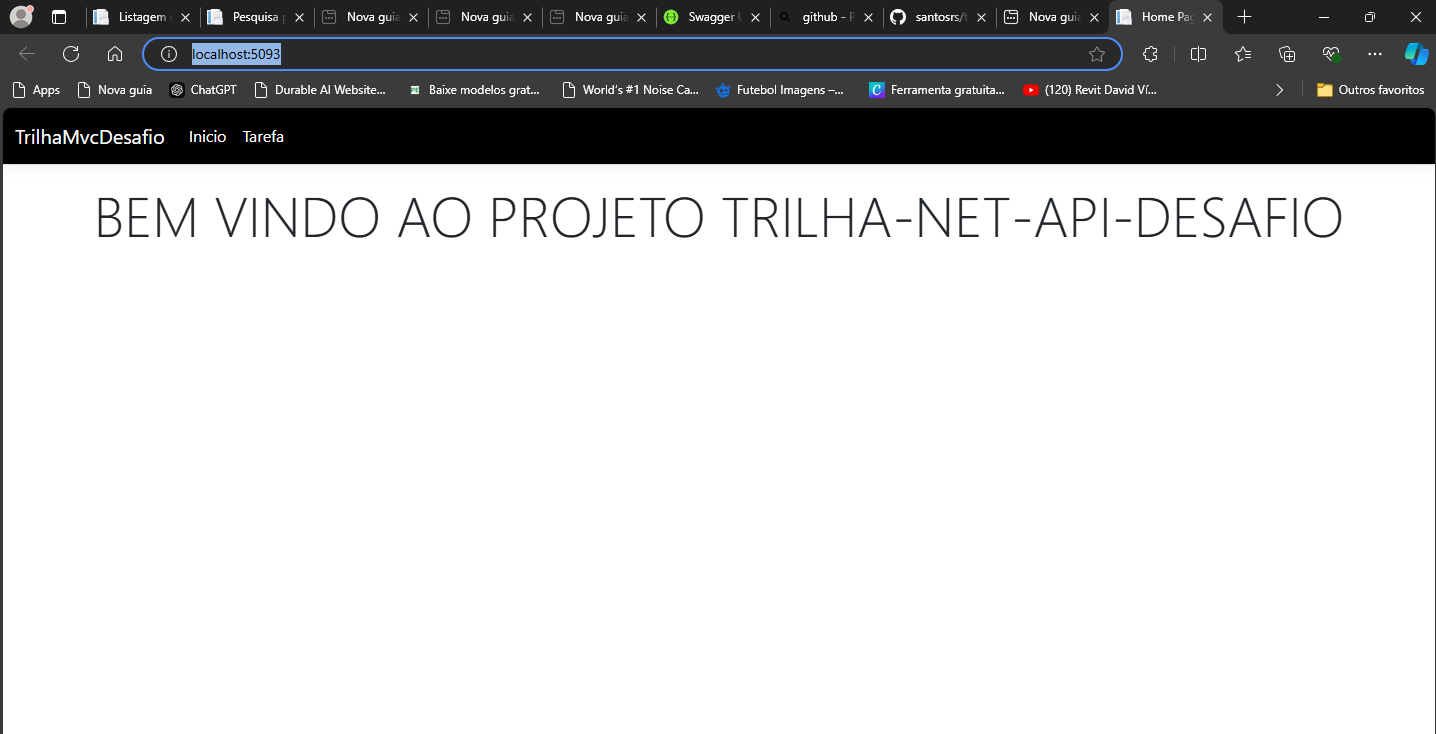 Listagem
Pesquisa
Nova guia
Nova guia
Nova guia
Swagger
github -
santosrs/
Nova guia
Home Pag
localhost:5093
Apps
Nova guia
ChatGPT
Durable AI Website...
Baixe modelos grat...
World's #1 Noise Ca...
Futebol Imagens –...
Ferramenta gratuita...
(120) Revit David Ví...
Outros favoritos
TrilhaMvcDesafio
Inicio
Tarefa
BEM VINDO AO PROJETO TRILHA-NET-API-DESAFIO